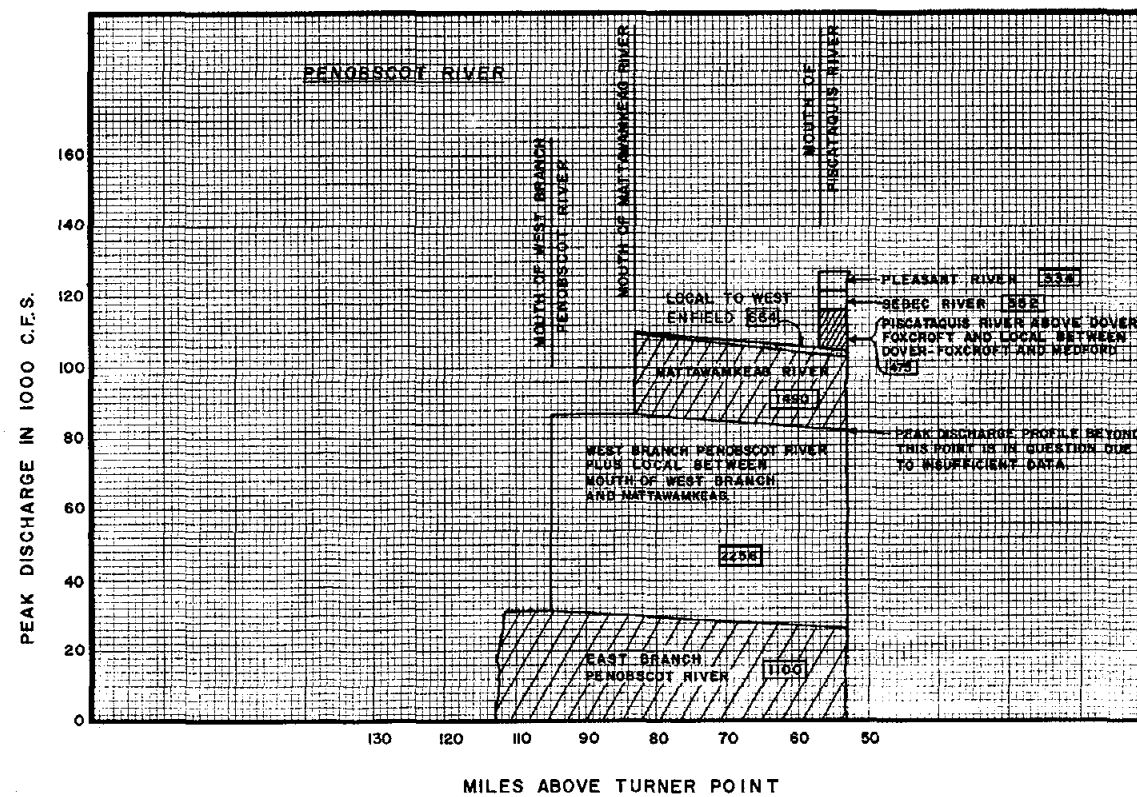 PENOBSCOT RIVER
PEAK DISCHARGE IN 1000 C.F.S.
160
140
120
100
80
60
40
20
0
MOUTH OF WEST BRANCH
PENOBSCOT RIVER
MOUTH OF MATTAWAMKEAG RIVER
MOUTH OF
PISCATAQUIS RIVER
PLEASANT RIVER 334
SEBEC RIVER 352
PISCATAQUIS RIVER ABOVE DOVER
FOXCROFT AND LOCAL BETWEEN
DOVER-FOXCROFT AND MEDFORD
475
LOCAL TO WEST
ENFIELD 664
MATTAWAMKEAG RIVER
1490
PEAK DISCHARGE PROFILE BEYOND
THIS POINT IS IN QUESTION DUE
TO INSUFFICIENT DATA.
WEST BRANCH PENOBSCOT RIVER
PLUS LOCAL BETWEEN
MOUTH OF WEST BRANCH
AND MATTAWAMKEAG.
2256
EAST BRANCH
PENOBSCOT RIVER
1100
130 120 110 90 80 70 60 50
MILES ABOVE TURNER POINT